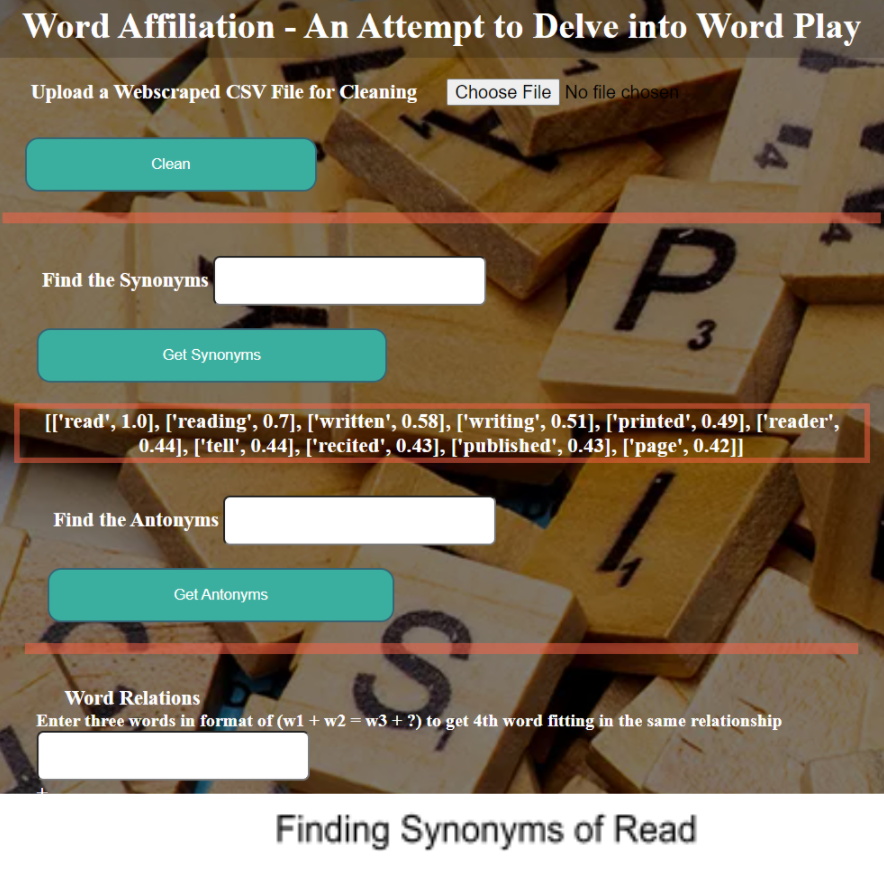 Word Affiliation - An Attempt to Delve into Word Play
Upload a Webscraped CSV File for Cleaning Choose File No file chosen
Clean
Find the Synonyms
P
3
Get Synonyms
[['read', 1.0], ['reading', 0.7], ['written', 0.58], ['writing', 0.51], ['printed', 0.49], ['reader',
0.44], ['tell', 0.44], ['recited', 0.43], ['published', 0.43], ['page', 0.42]]
I
1
Find the Antonyms
Get Antonyms
S
1
Word Relations
Enter three words in format of (w1 + w2 = w3 + ?) to get 4th word fitting in the same relationship
+
Finding Synonyms of Read